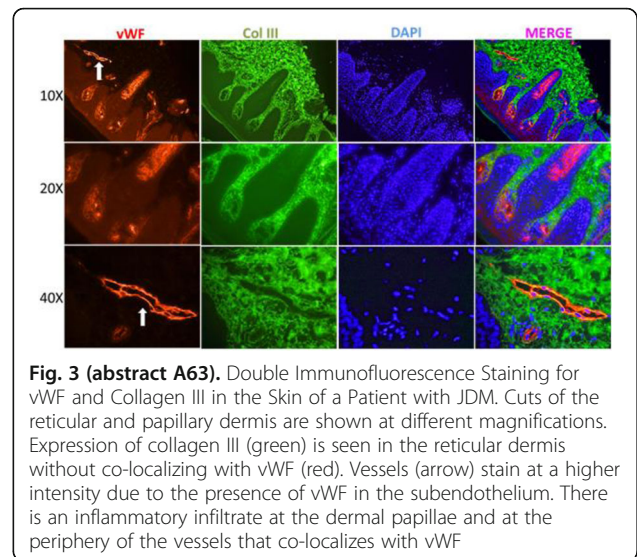 vWF Col III DAPI MERGE
10X
20X
40X
Fig. 3 (abstract A63). Double Immunofluorescence Staining for
vWF and Collagen III in the Skin of a Patient with JDM. Cuts of the
reticular and papillary dermis are shown at different magnifications.
Expression of collagen III (green) is seen in the reticular dermis
without co-localizing with vWF (red). Vessels (arrow) stain at a higher
intensity due to the presence of vWF in the subendothelium. There
is an inflammatory infiltrate at the dermal papillae and at the
periphery of the vessels that co-localizes with vWF